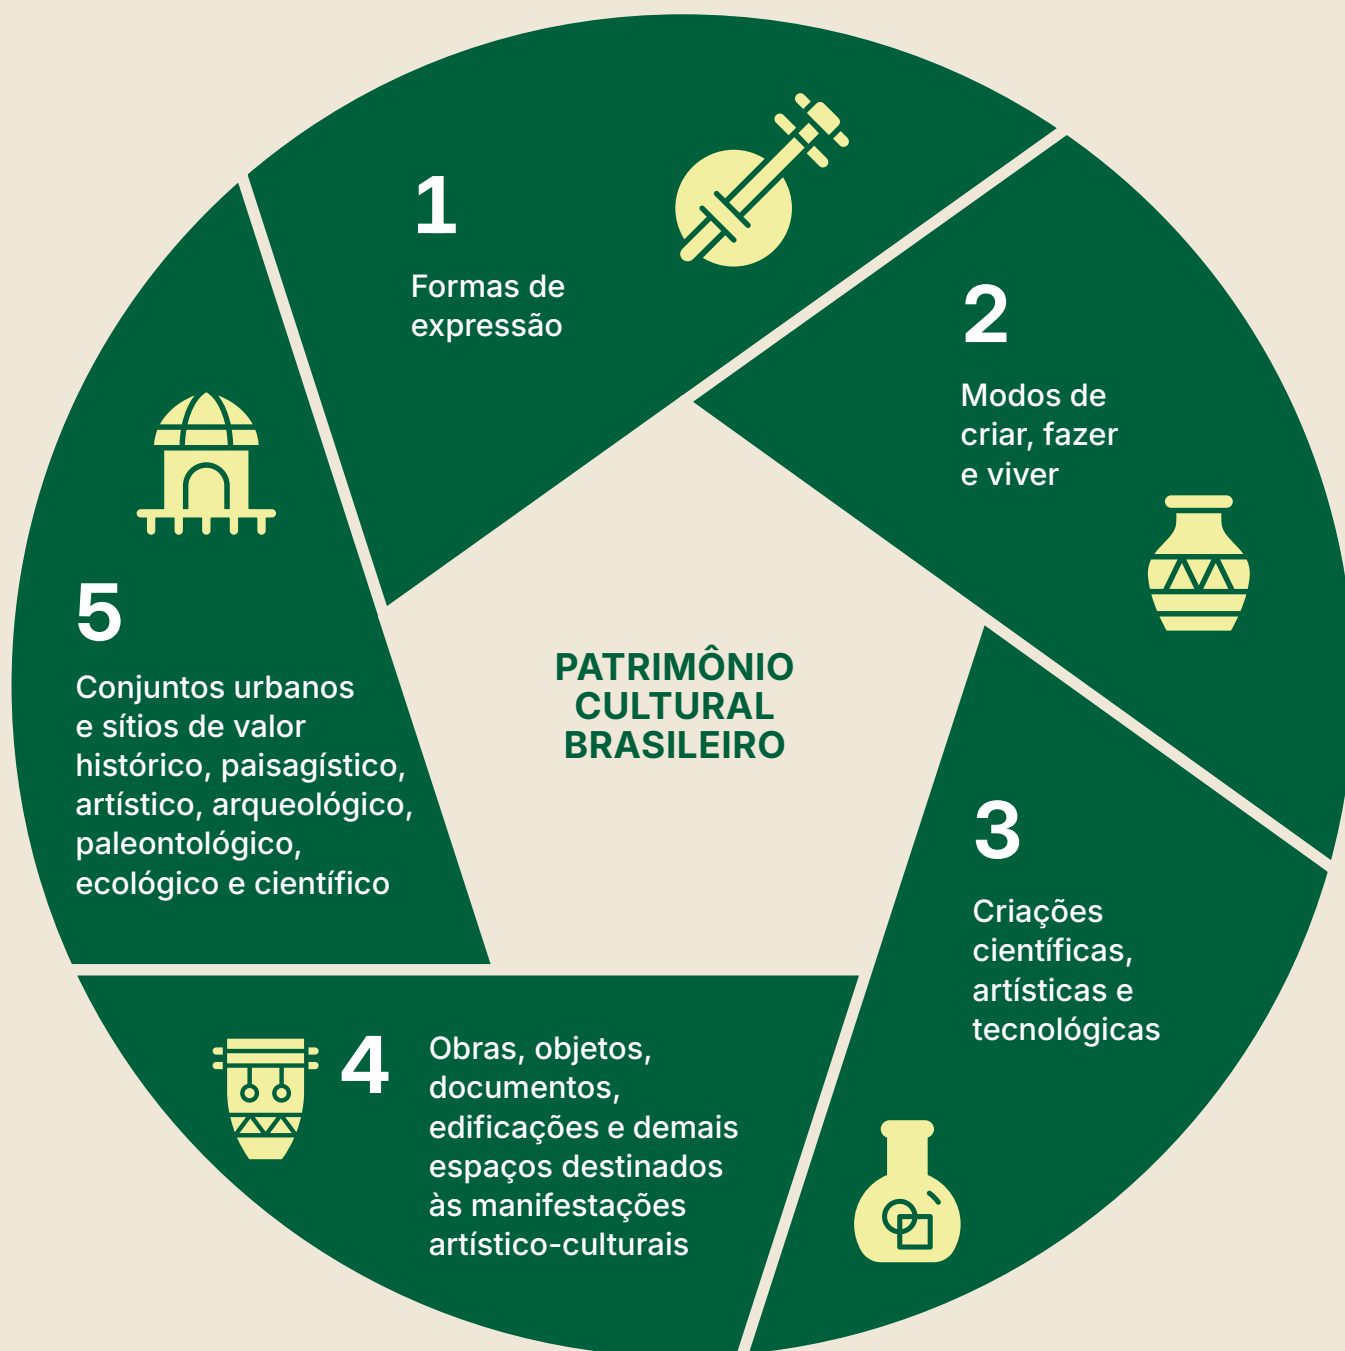 1
Formas de
expressão
2
Modos de
criar, fazer
e viver
PATRIMÔNIO
CULTURAL
BRASILEIRO
3
Criações
científicas,
artísticas e
tecnológicas
4
Obras, objetos,
documentos,
edificações e demais
espaços destinados
às manifestações
artístico-culturais
5
Conjuntos urbanos
e sítios de valor
histórico, paisagístico,
artístico, arqueológico,
paleontológico,
ecológico e científico